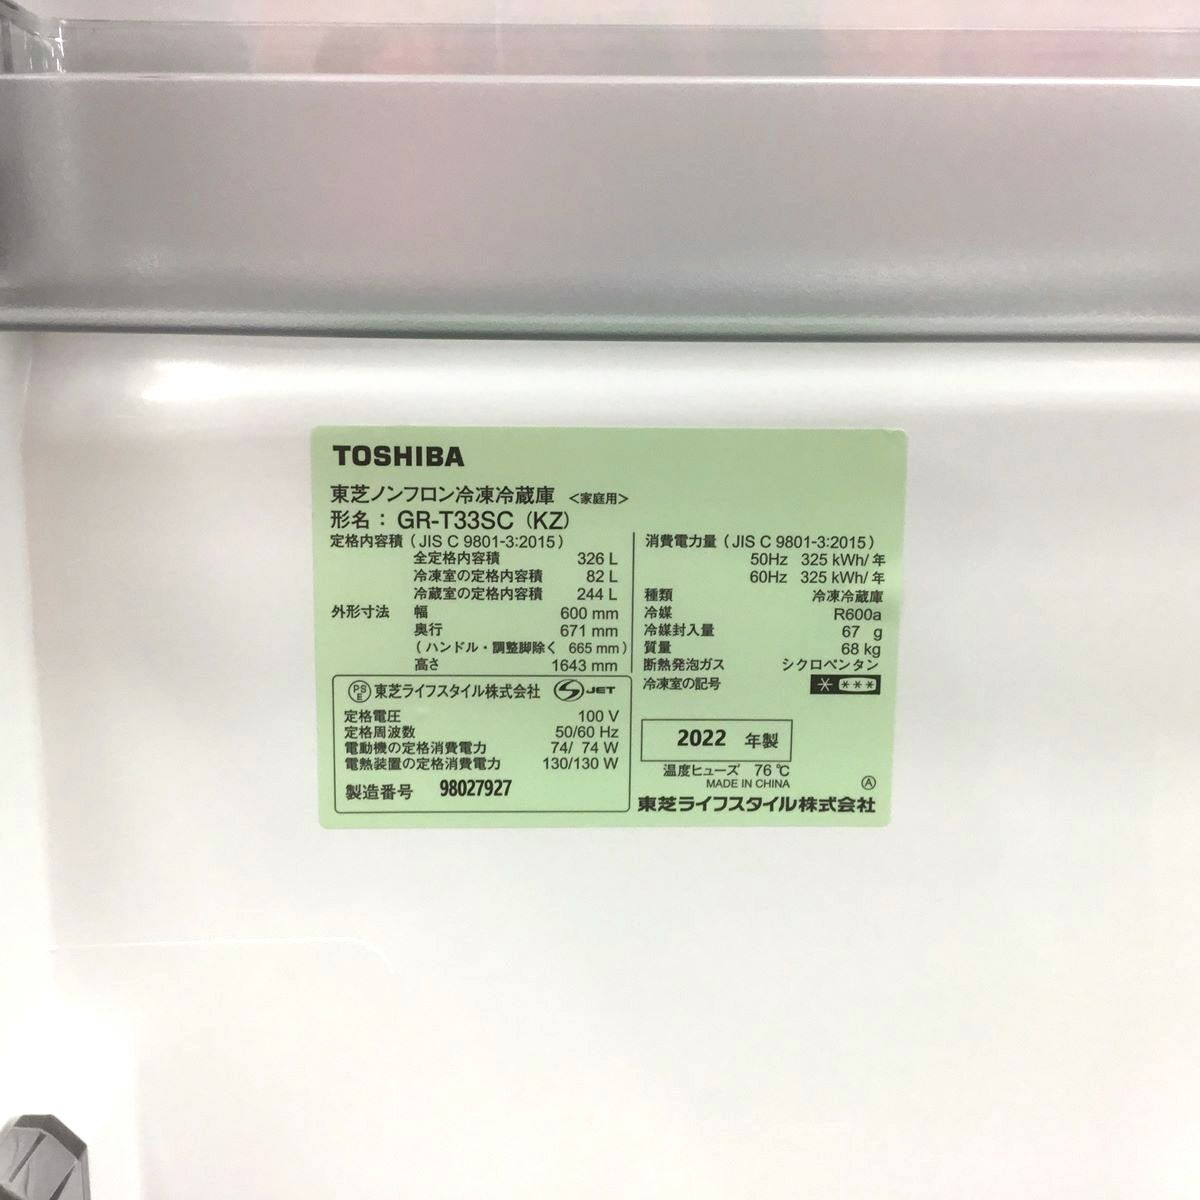 TOSHIBA
東芝ノンフロン冷凍冷蔵庫 <家庭用>
形名： GR-T33SC (KZ)
定格内容積 ( JIS C 9801-3:2015 )
全定格内容積 326 L
冷凍室の定格内容積 82 L
冷蔵室の定格内容積 244 L
外形寸法 幅 600 mm
奥行 671 mm
( ハンドル・調整脚除く 665 mm )
高さ 1643 mm
PSE 東芝ライフスタイル株式会社 S JET
定格電圧 100 V
定格周波数 50/60 Hz
電動機の定格消費電力 74/ 74 W
電熱装置の定格消費電力 130/130 W
製造番号 98027927
消費電力量 ( JIS C 9801-3:2015 )
50Hz 325 kWh/年
60Hz 325 kWh/年
種類 冷凍冷蔵庫
冷媒 R600a
冷媒封入量 67 g
質量 68 kg
断熱発泡ガス シクロペンタン
冷凍室の記号 * ***
2022 年製
温度ヒューズ 76 ℃
MADE IN CHINA Ⓐ
東芝ライフスタイル株式会社